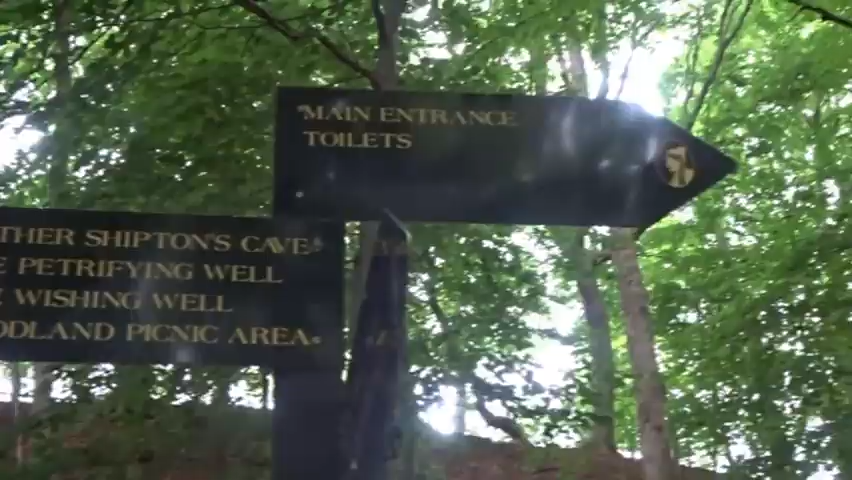 MAIN ENTRANCE
TOILETS
THER SHIPTON'S CAVE
E PETRIFYING WELL
WISHING WELL
ODLAND PICNIC AREA